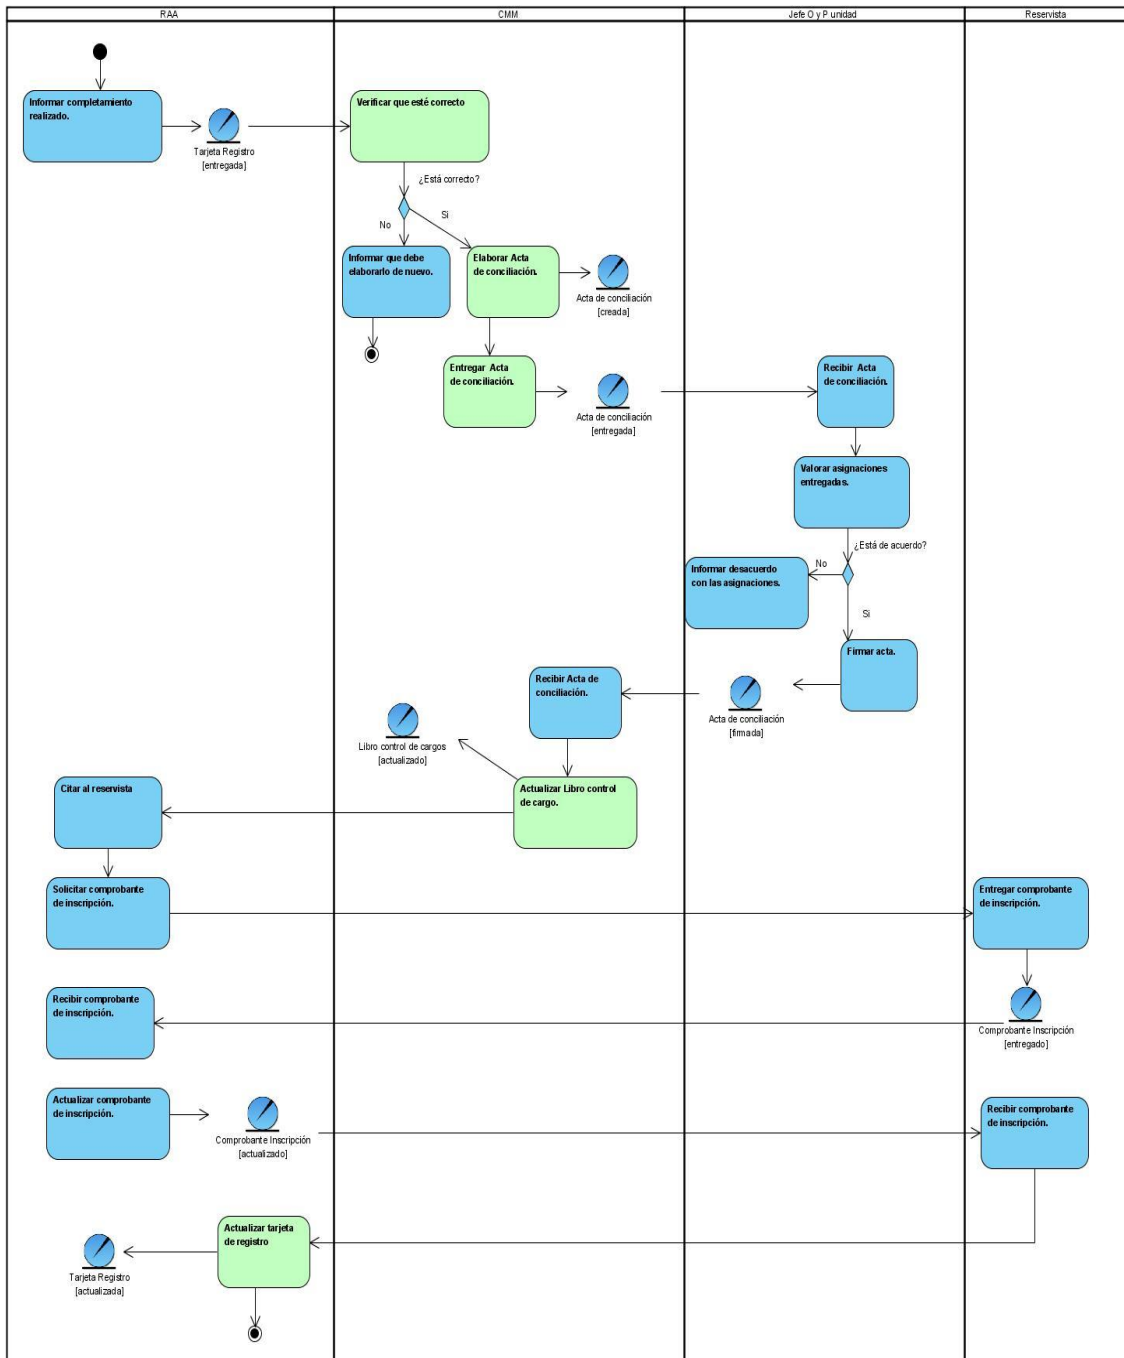 RAA
CMM
Jefe O y P unidad
Reservista
Informar completamiento
realizado.
Tarjeta Registro
[entregada]
Verificar que esté correcto
¿Está correcto?
No
Si
Informar que debe
elaborarlo de nuevo.
Elaborar Acta
de conciliación.
Acta de conciliación
[creada]
Entregar Acta
de conciliación.
Acta de conciliación
[entregada]
Recibir Acta
de conciliación.
Valorar asignaciones
entregadas.
¿Está de acuerdo?
No
Informar desacuerdo
con las asignaciones.
Si
Firmar acta.
Acta de conciliación
[firmada]
Recibir Acta de
conciliación.
Libro control de cargos
[actualizado]
Actualizar Libro control
de cargo.
Citar al reservista
Solicitar comprobante
de inscripción.
Entregar comprobante
de inscripción.
Comprobante Inscripción
[entregado]
Recibir comprobante
de inscripción.
Actualizar comprobante
de inscripción.
Comprobante Inscripción
[actualizado]
Recibir comprobante
de inscripción.
Actualizar tarjeta
de registro
Tarjeta Registro
[actualizada]